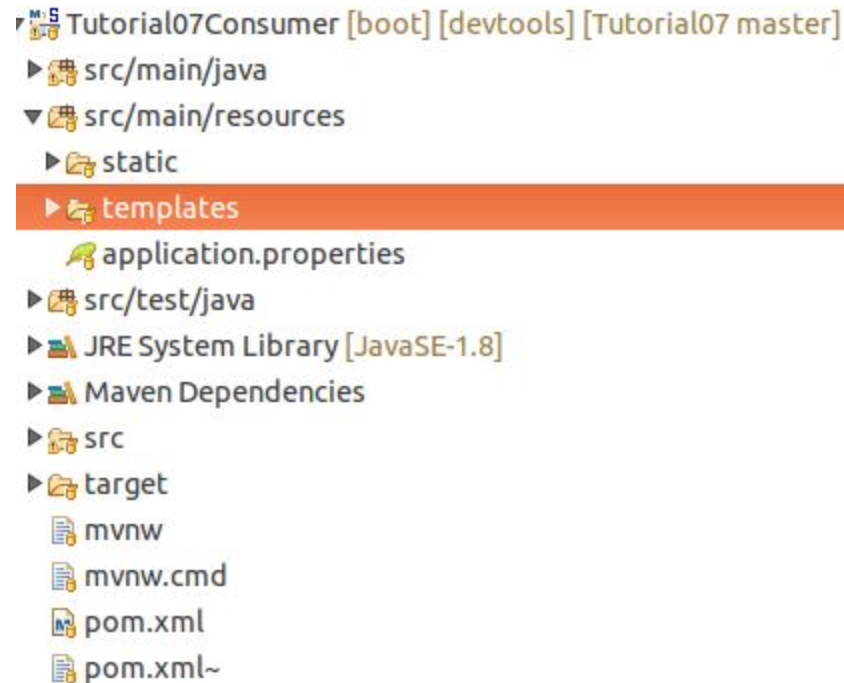 Tutorial07Consumer [boot] [devtools] [Tutorial07 master]
src/main/java
src/main/resources
static
templates
application.properties
src/test/java
JRE System Library [JavaSE-1.8]
Maven Dependencies
src
target
mvnw
mvnw.cmd
pom.xml
pom.xml~